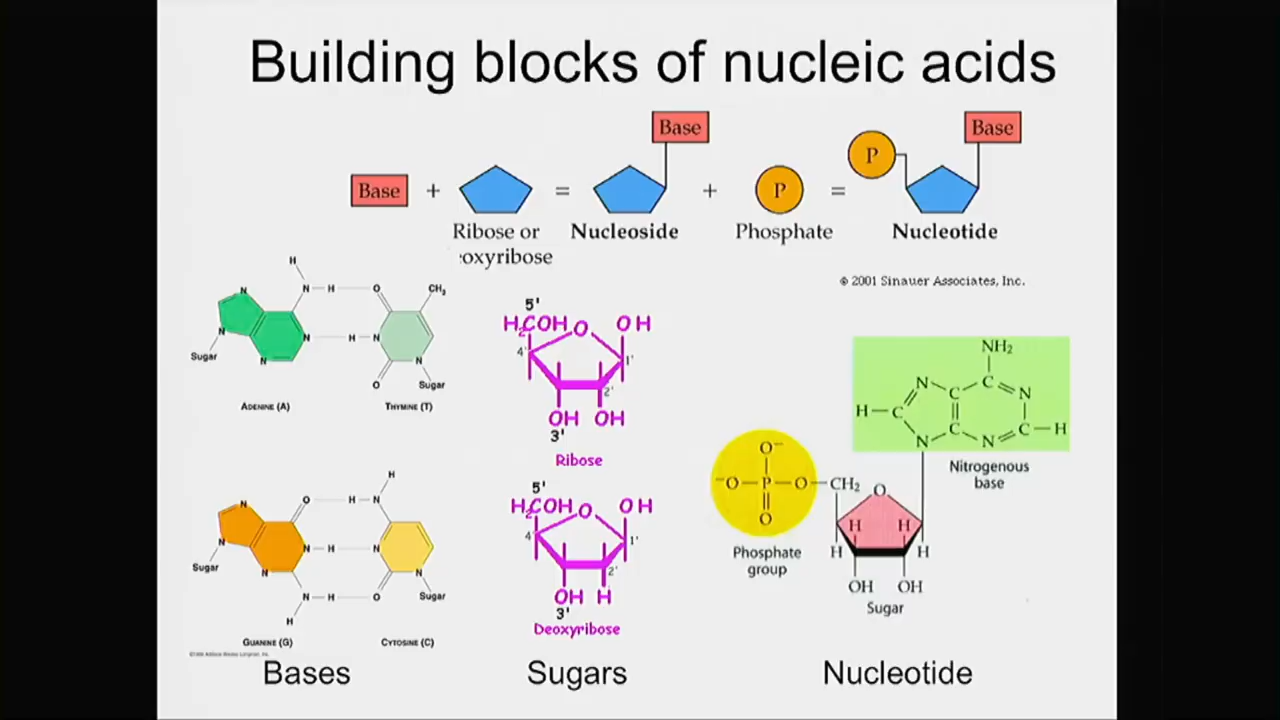 Building blocks of nucleic acids
Base
Base
P
Base + = + P =
Ribose or
oxyribose
Nucleoside
Phosphate
Nucleotide
© 2001 Sinauer Associates, Inc.
H
N H O CH3
N
N
N H N
Sugar
N
O
N
Sugar
ADENINE (A)
THYMINE (T)
5'
H2COH O OH
4' 1'
2'
OH OH
3'
Ribose
NH2
N C N
C
H C
C
N N C H
Nitrogenous
base
O-
-O P O CH2 O
O
H H
H H
OH OH
Phosphate
group
Sugar
H
O H N
N
N H N
N
Sugar
N
N H O
Sugar
H
GUANINE (G)
CYTOSINE (C)
5'
H2COH O OH
4' 1'
2'
OH H
3'
Deoxyribose
Bases
Sugars
Nucleotide